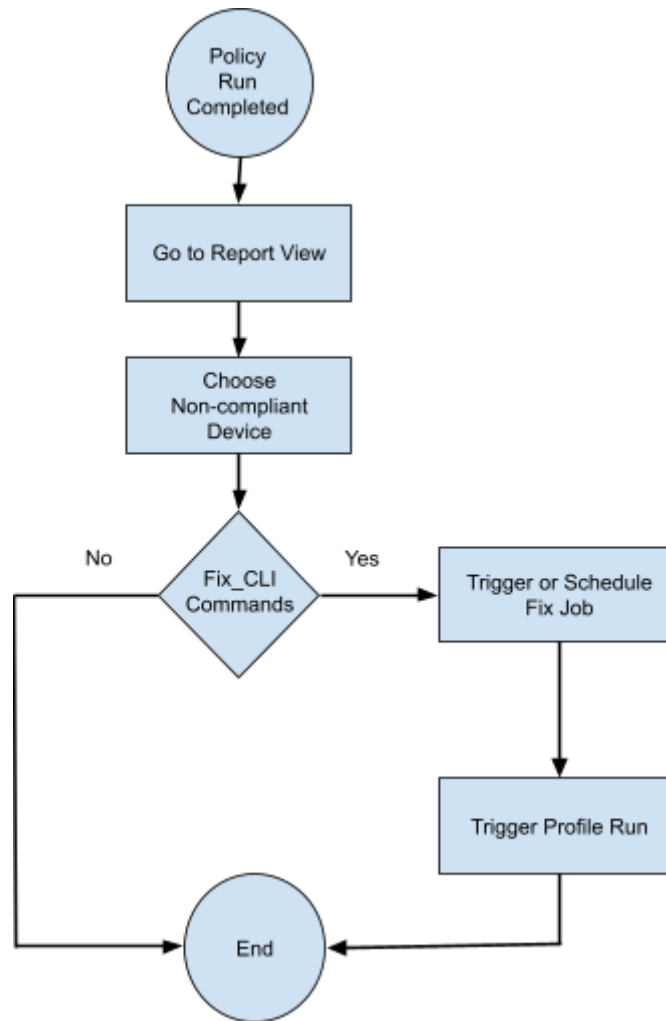 Policy
Run
Completed
Go to Report View
Choose
Non-compliant
Device
No
Yes
Fix_CLI
Commands
Trigger or Schedule
Fix Job
Trigger Profile Run
End